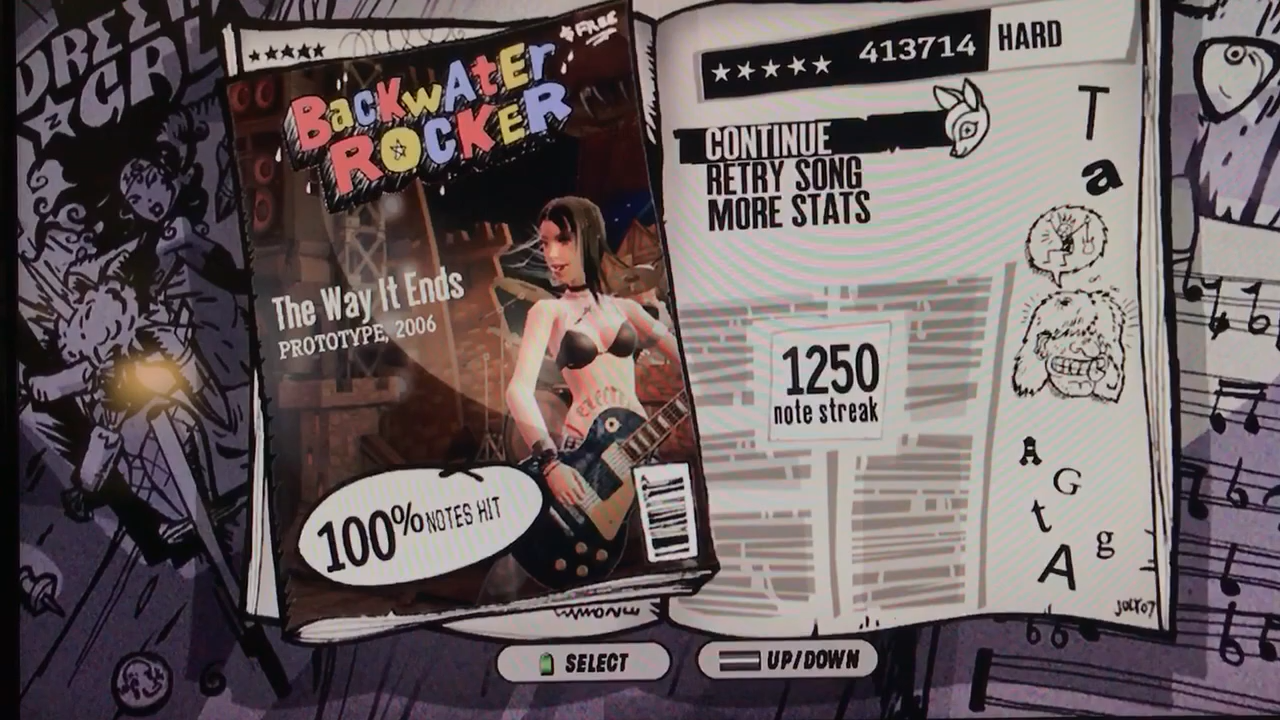 ★★★★★
★ FREE
BACKWATER
ROCKER
The Way It Ends
PROTOTYPE, 2006
100% NOTES HIT
★★★★★ 413714 HARD
CONTINUE
RETRY SONG
MORE STATS
1250
note streak
T
a
A
G
t
g
A
SELECT
UP/DOWN